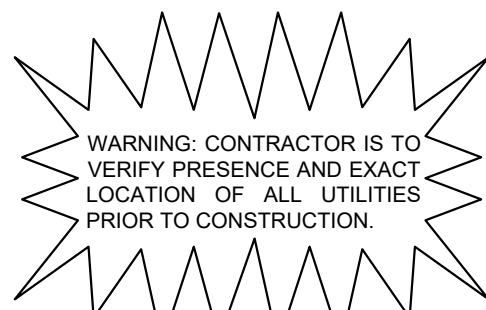 WARNING: CONTRACTOR IS TO
VERIFY PRESENCE AND EXACT
LOCATION OF ALL UTILITIES
PRIOR TO CONSTRUCTION.